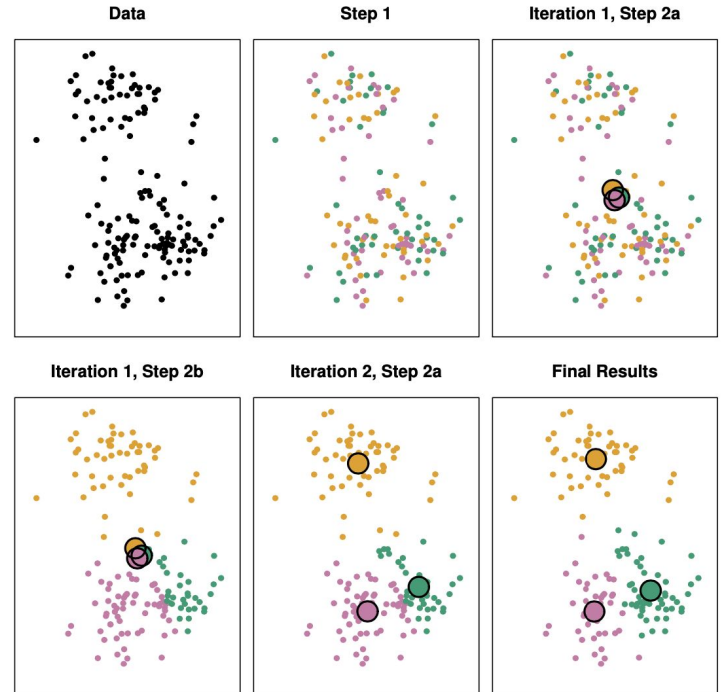 Data
Step 1
Iteration 1, Step 2a
Iteration 1, Step 2b
Iteration 2, Step 2a
Final Results